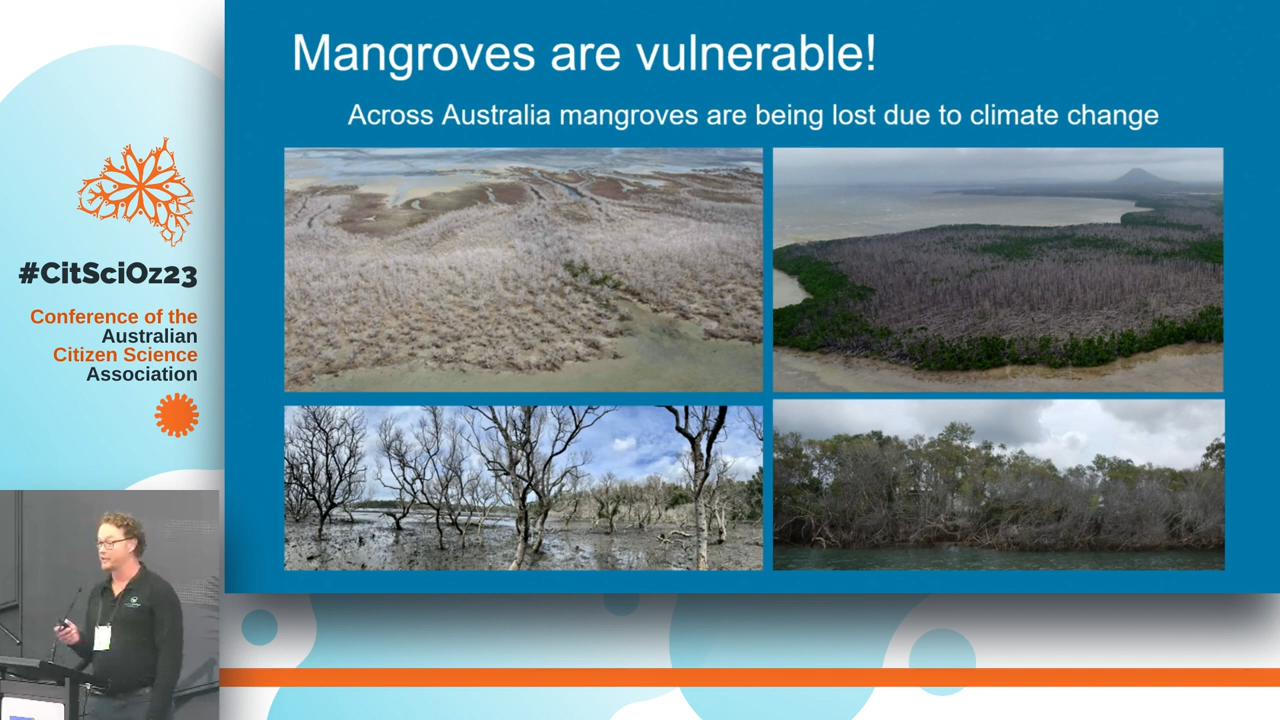 Mangroves are vulnerable!
Across Australia mangroves are being lost due to climate change
#CitSciOz23
Conference of the
Australian
Citizen Science
Association